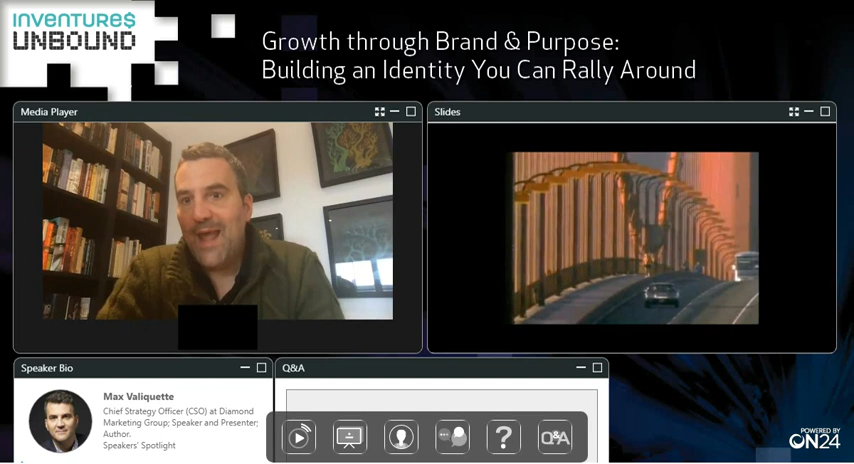 INVENTURE$
UNBOUND
Growth through Brand & Purpose:
Building an Identity You Can Rally Around
Media Player
Slides
Speaker Bio
Q&A
Max Valiquette
Chief Strategy Officer (CSO) at Diamond
Marketing Group; Speaker and Presenter;
Author.
Speakers' Spotlight
?
Q&A
POWERED BY
ON24